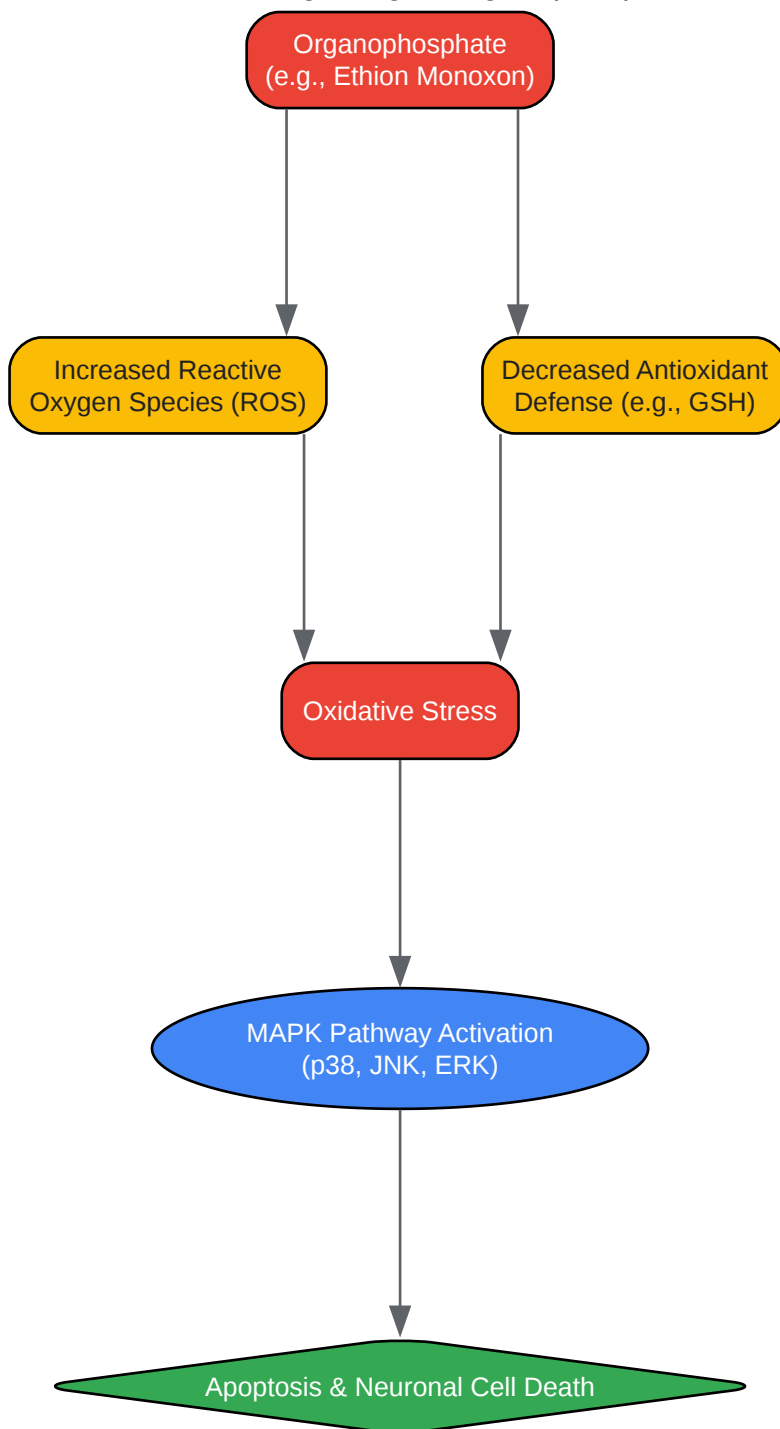 Organophosphate
(e.g., Ethion Monoxon)
Increased Reactive
Oxygen Species (ROS)
Decreased Antioxidant
Defense (e.g., GSH)
Oxidative Stress
MAPK Pathway Activation
(p38, JNK, ERK)
Apoptosis & Neuronal Cell Death